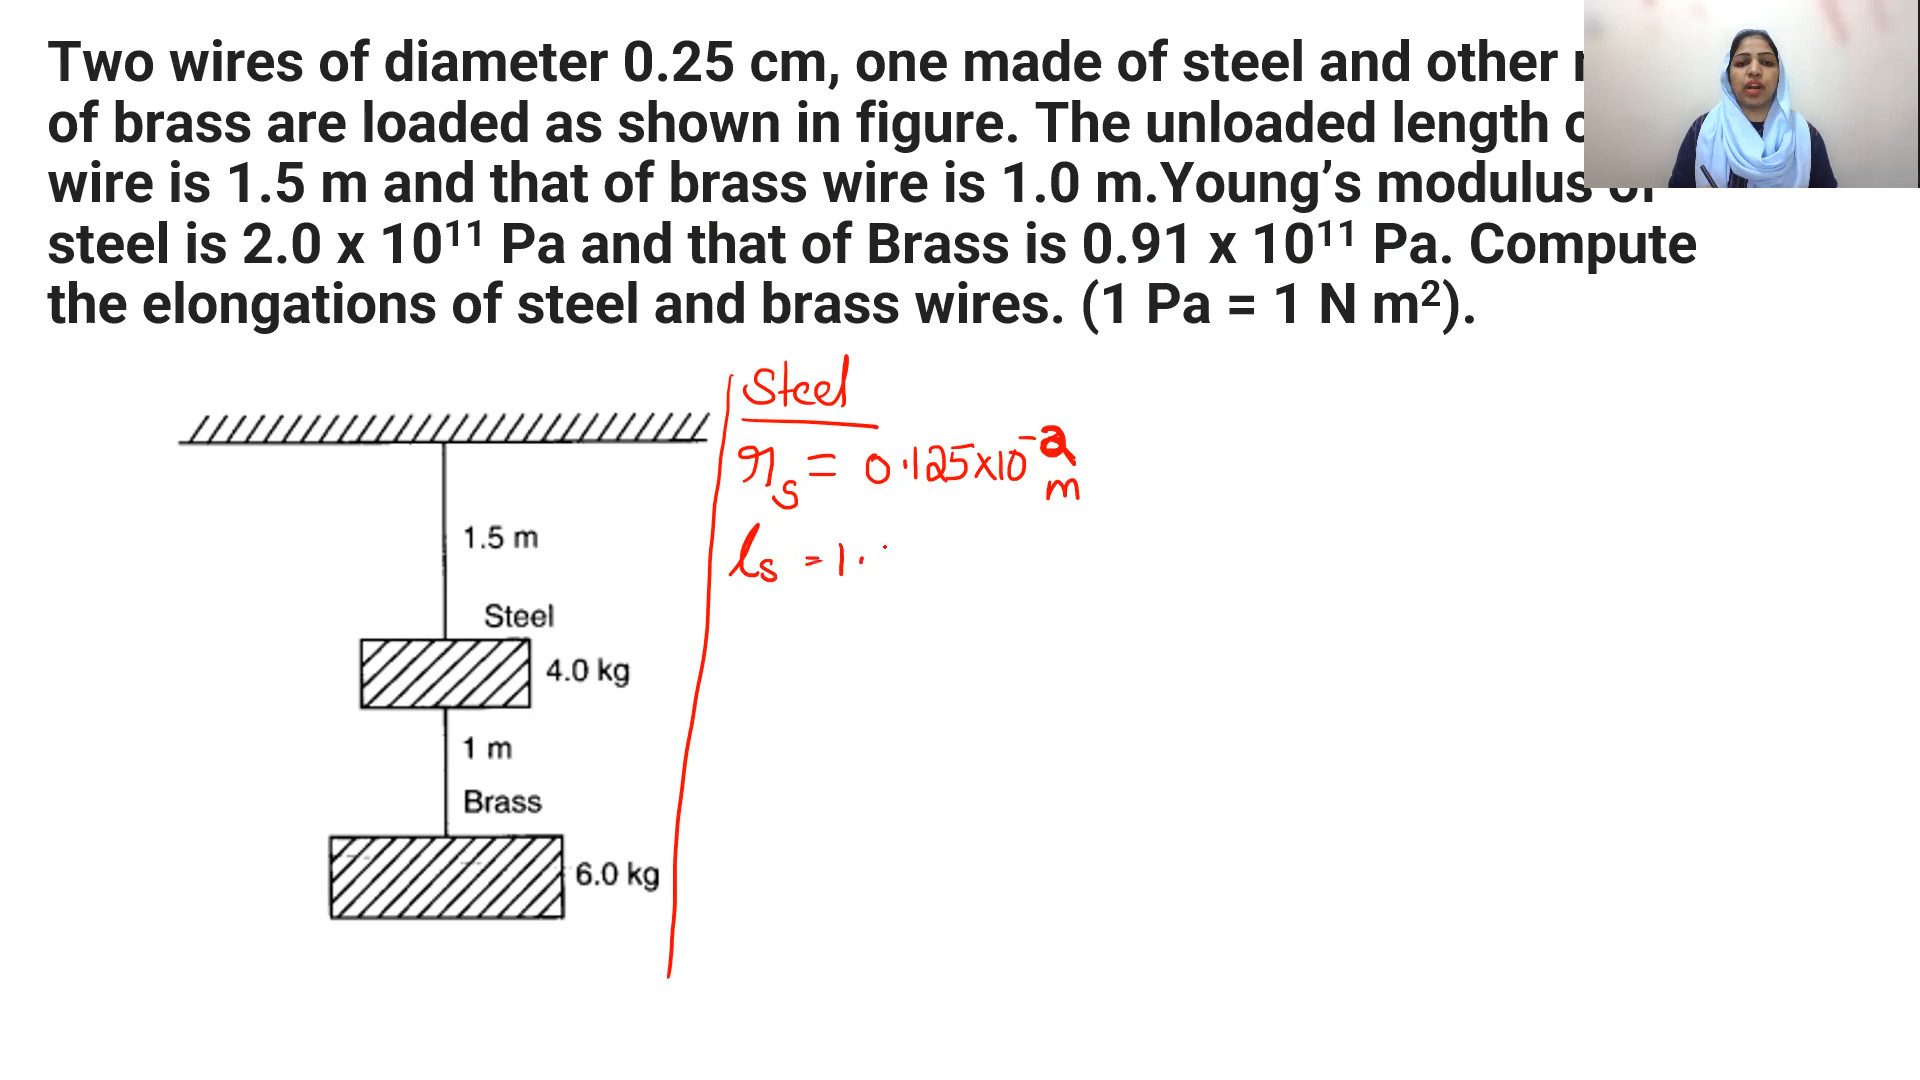 Two wires of diameter 0.25 cm, one made of steel and other
of brass are loaded as shown in figure. The unloaded length
wire is 1.5 m and that of brass wire is 1.0 m.Young’s modulus of
steel is 2.0 x 10¹¹ Pa and that of Brass is 0.91 x 10¹¹ Pa. Compute
the elongations of steel and brass wires. (1 Pa = 1 N m²).
Steel
r_s = 0.125x10⁻² m
l_s = 1.
1.5 m
Steel
4.0 kg
1 m
Brass
6.0 kg